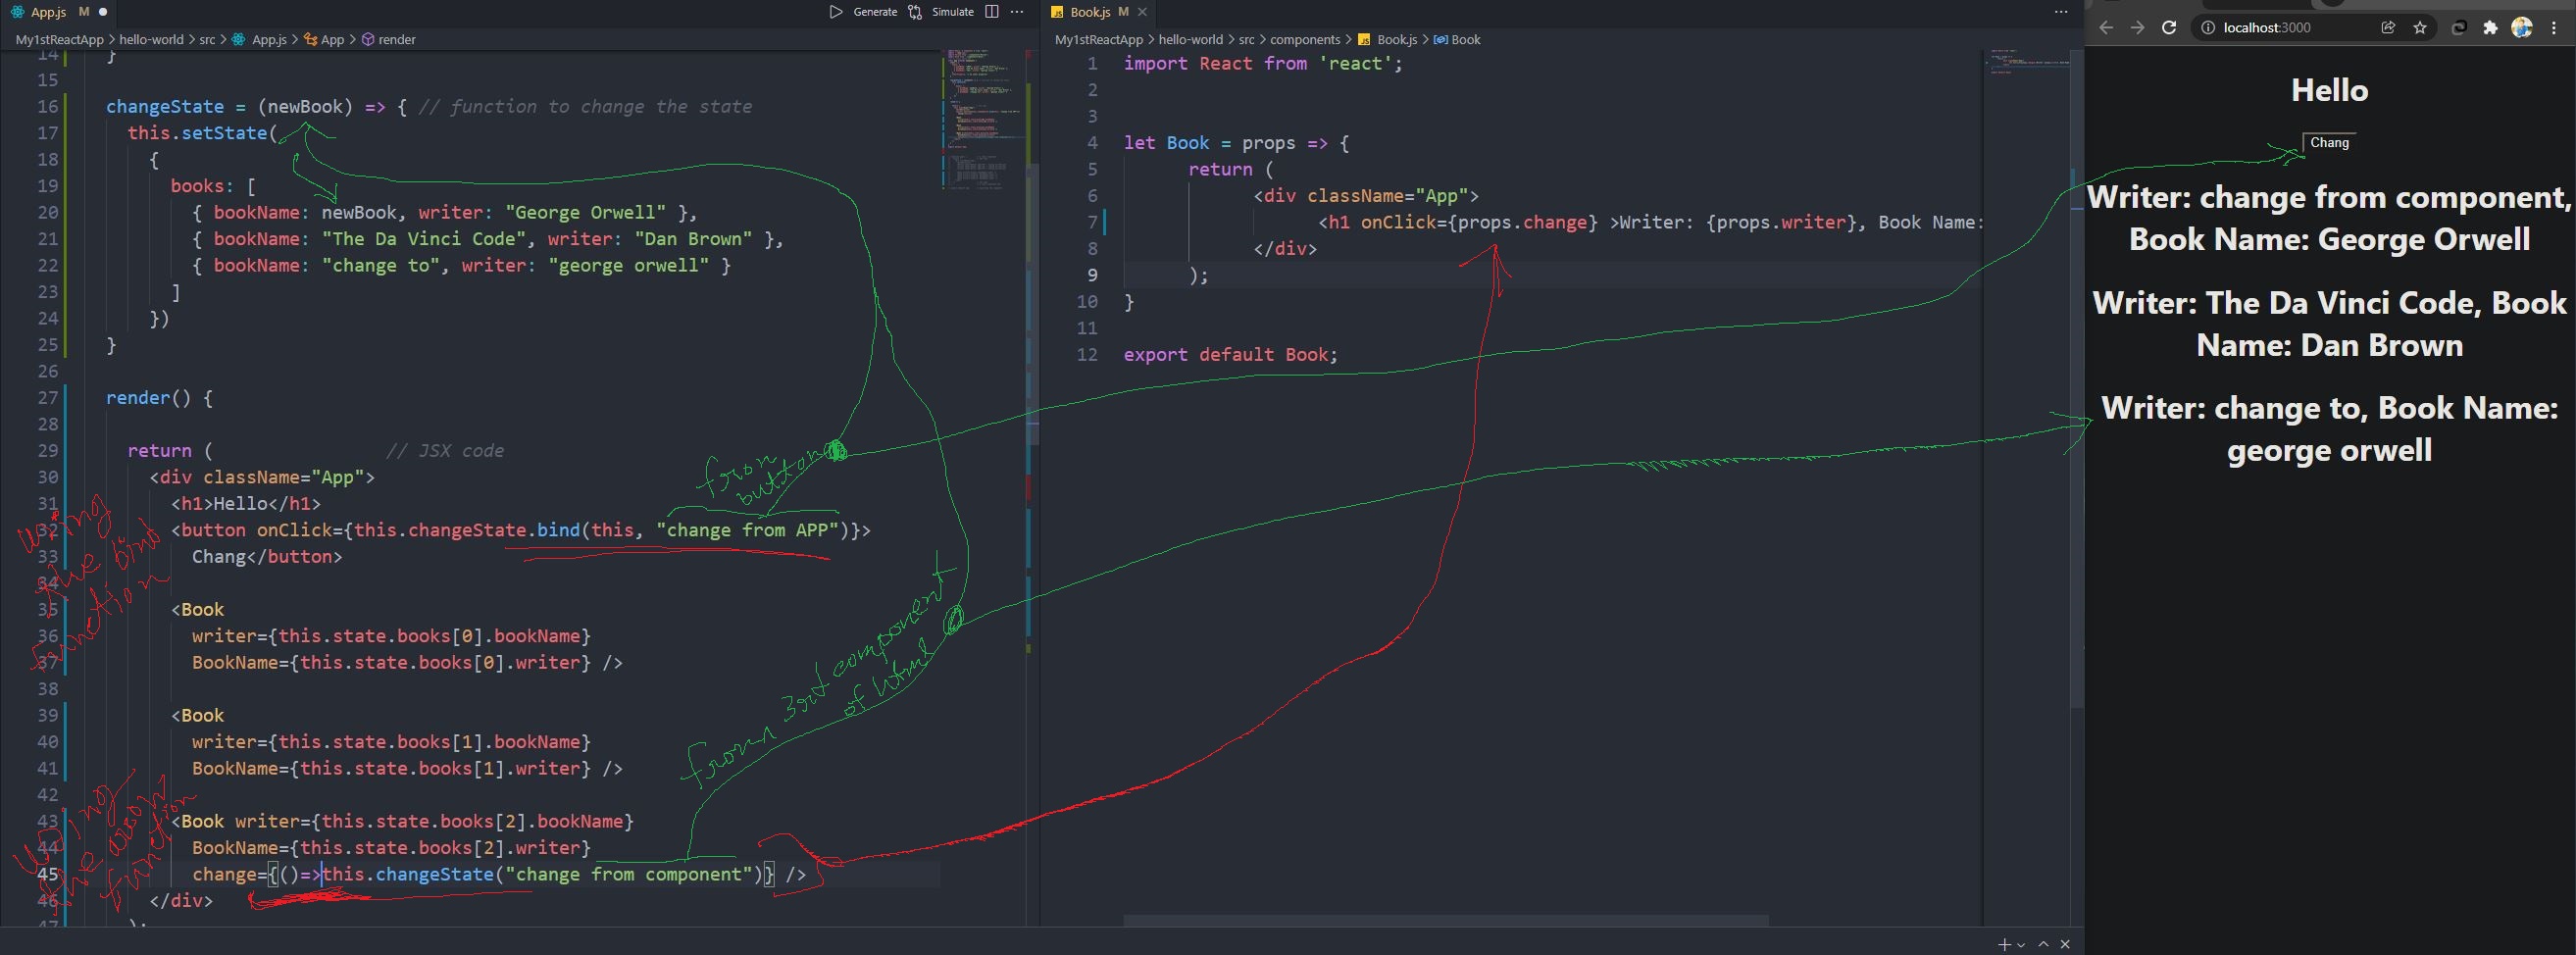 App.js M
Generate Simulate ...
My1stReactApp > hello-world > src > App.js > App > render
14 }
15
16 changeState = (newBook) => { // function to change the state
17 this.setState(
18 {
19 books: [
20 { bookName: newBook, writer: "George Orwell" },
21 { bookName: "The Da Vinci Code", writer: "Dan Brown" },
22 { bookName: "change to", writer: "george orwell" }
23 ]
24 })
25 }
26
27 render() {
28
29 return ( // JSX code
30 <div className="App">
31 <h1>Hello</h1>
32 <button onClick={this.changeState.bind(this, "change from APP")}>
33 Chang</button>
34
35 <Book
36 writer={this.state.books[0].bookName}
37 BookName={this.state.books[0].writer} />
38
39 <Book
40 writer={this.state.books[1].bookName}
41 BookName={this.state.books[1].writer} />
42
43 <Book writer={this.state.books[2].bookName}
44 BookName={this.state.books[2].writer}
45 change={()=>this.changeState("change from component")} />
46 </div>
47 );
from
button
from 3rd component
of html
using
the bind
function
using
the arrow
function
Book.js M
...
My1stReactApp > hello-world > src > components > Book.js > Book
1 import React from 'react';
2
3
4 let Book = props => {
5 return (
6 <div className="App">
7 <h1 onClick={props.change} >Writer: {props.writer}, Book Name:
8 </div>
9 );
10 }
11
12 export default Book;
localhost:3000
Hello
Chang
Writer: change from component,
Book Name: George Orwell
Writer: The Da Vinci Code, Book
Name: Dan Brown
Writer: change to, Book Name:
george orwell